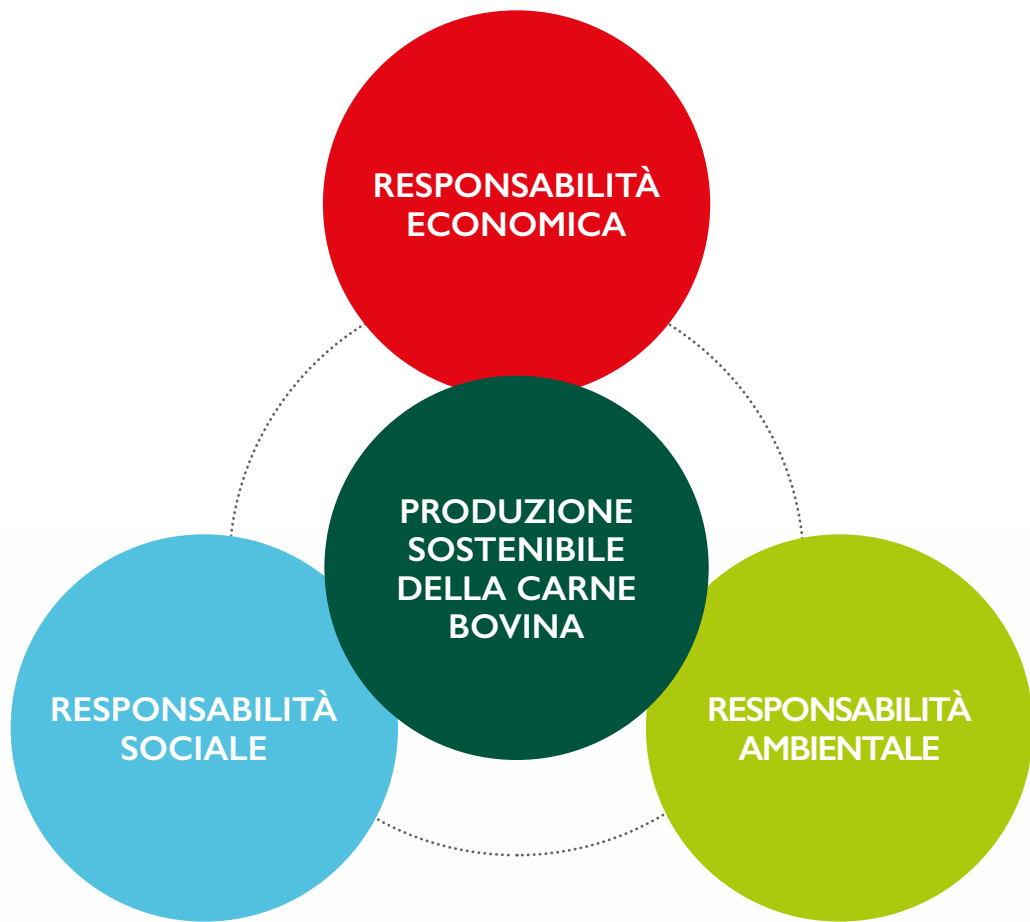 RESPONSABILITÀ
ECONOMICA
PRODUZIONE
SOSTENIBILE
DELLA CARNE
BOVINA
RESPONSABILITÀ
SOCIALE
RESPONSABILITÀ
AMBIENTALE